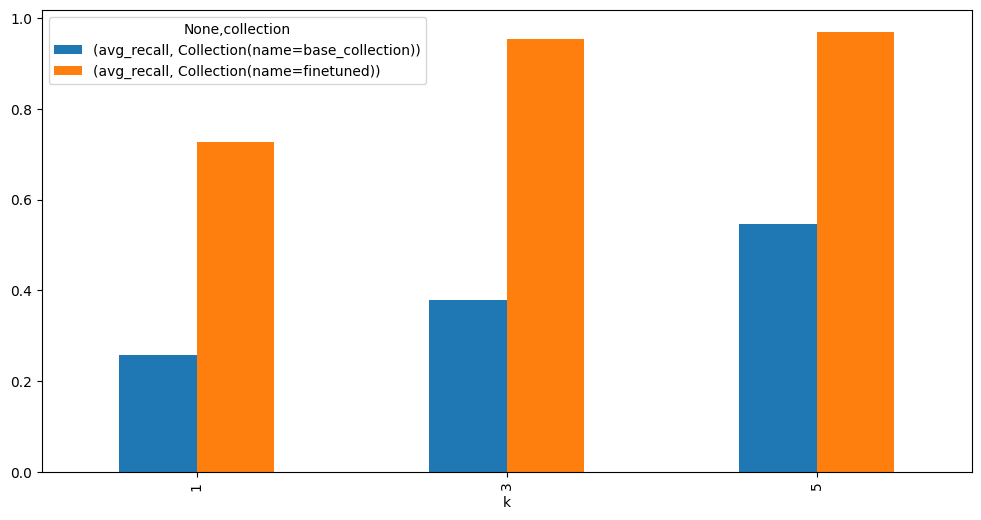 None,collection
(avg_recall, Collection(name=base_collection))
(avg_recall, Collection(name=finetuned))
1.0
0.8
0.6
0.4
0.2
0.0
1
3
5
k